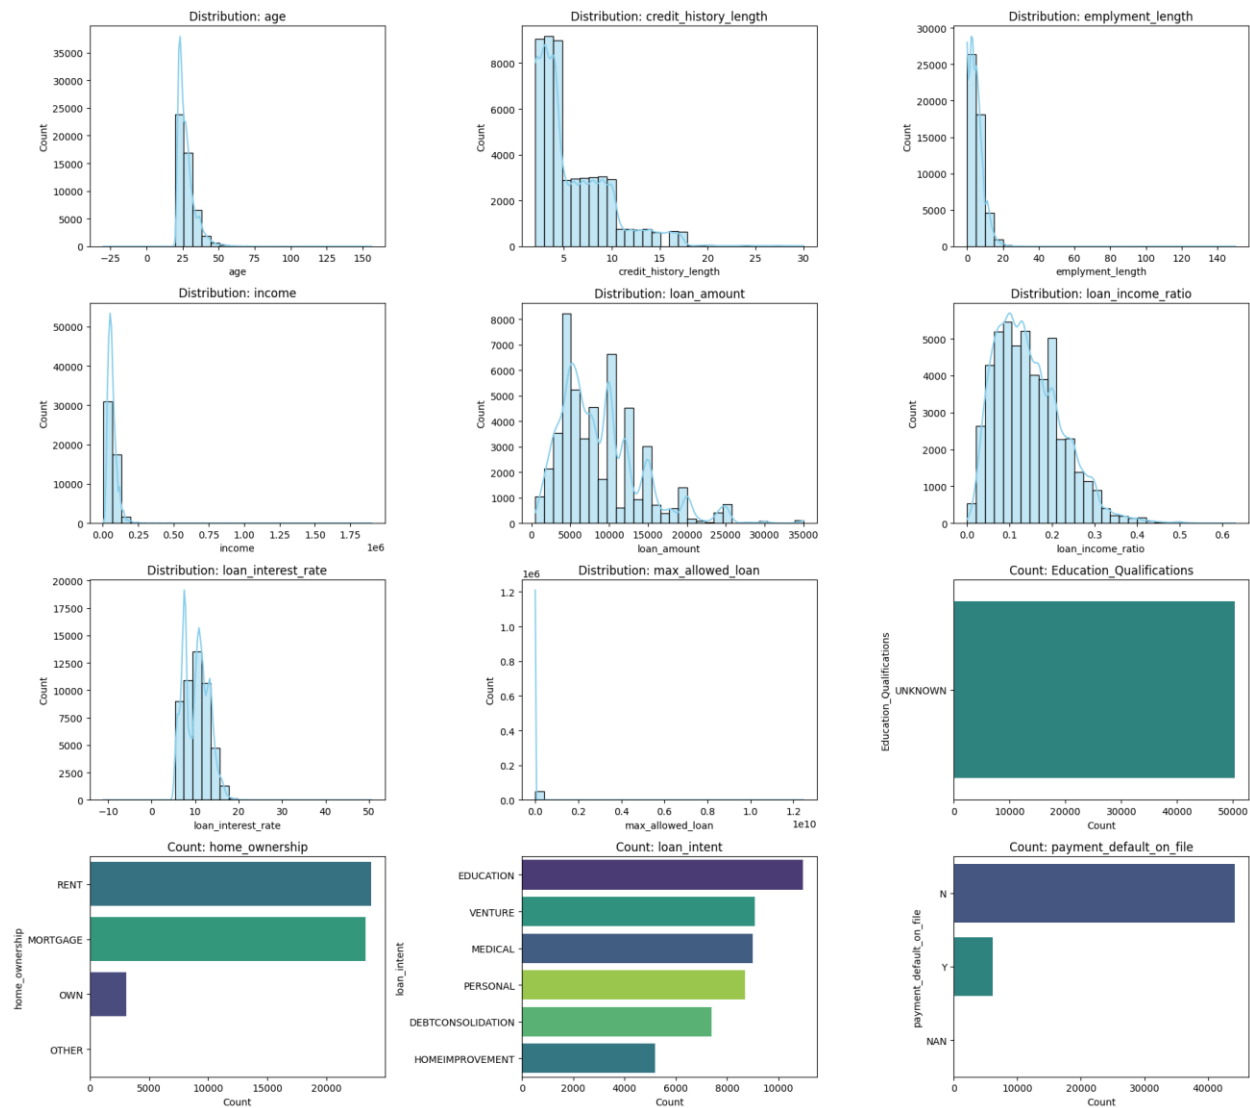 Distribution: age
35000
30000
25000
20000
15000
10000
5000
0
Count
−25 0 25 50 75 100 125 150
age
Distribution: credit_history_length
8000
6000
4000
2000
0
Count
5 10 15 20 25 30
credit_history_length
Distribution: emplyment_length
30000
25000
20000
15000
10000
5000
0
Count
0 20 40 60 80 100 120 140
emplyment_length
Distribution: income
50000
40000
30000
20000
10000
0
Count
0.00 0.25 0.50 0.75 1.00 1.25 1.50 1.75
income
1e6
Distribution: loan_amount
8000
7000
6000
5000
4000
3000
2000
1000
0
Count
0 5000 10000 15000 20000 25000 30000 35000
loan_amount
Distribution: loan_income_ratio
5000
4000
3000
2000
1000
0
Count
0.0 0.1 0.2 0.3 0.4 0.5 0.6
loan_income_ratio
Distribution: loan_interest_rate
20000
17500
15000
12500
10000
7500
5000
2500
0
Count
−10 0 10 20 30 40 50
loan_interest_rate
Distribution: max_allowed_loan
1e6
1.2
1.0
0.8
0.6
0.4
0.2
0.0
Count
0.0 0.2 0.4 0.6 0.8 1.0 1.2
max_allowed_loan
1e10
Count: Education_Qualifications
Education_Qualifications
UNKNOWN
0 10000 20000 30000 40000 50000
Count
Count: home_ownership
home_ownership
RENT
MORTGAGE
OWN
OTHER
0 5000 10000 15000 20000
Count
Count: loan_intent
loan_intent
EDUCATION
VENTURE
MEDICAL
PERSONAL
DEBTCONSOLIDATION
HOMEIMPROVEMENT
0 2000 4000 6000 8000 10000
Count
Count: payment_default_on_file
payment_default_on_file
N
Y
NAN
0 10000 20000 30000 40000
Count